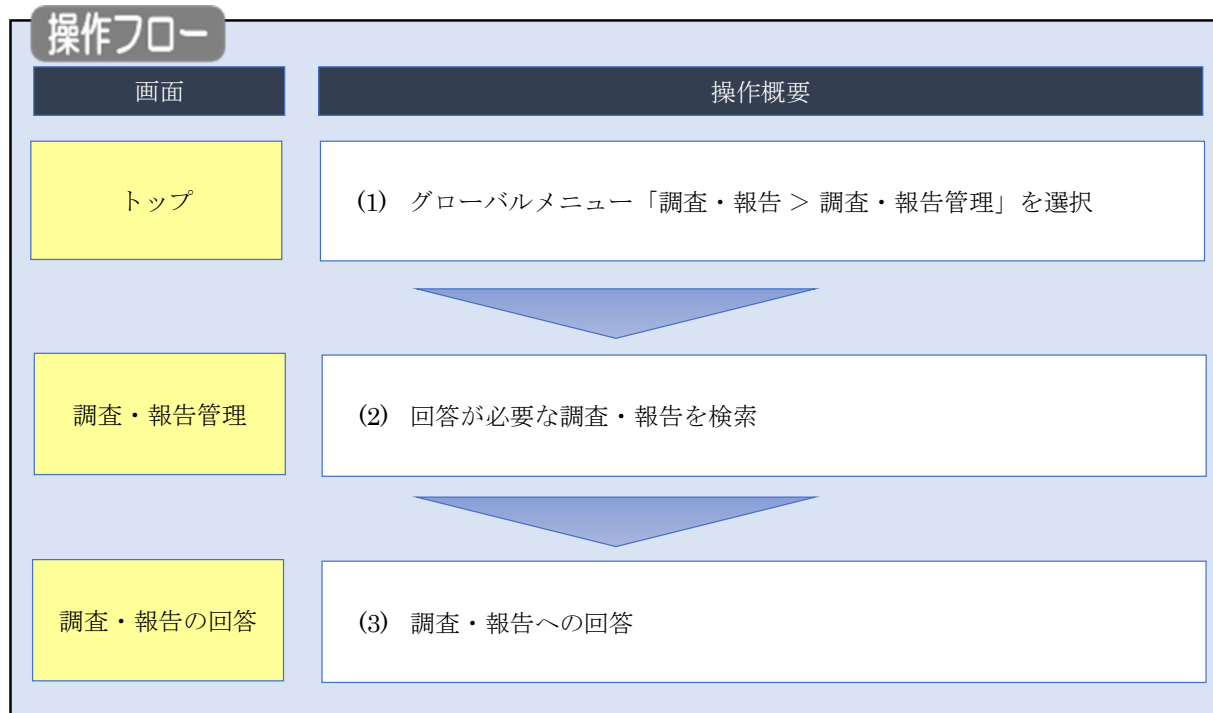 操作フロー
画面
操作概要
トップ
(1) グローバルメニュー「調査・報告 > 調査・報告管理」を選択
調査・報告管理
(2) 回答が必要な調査・報告を検索
調査・報告の回答
(3) 調査・報告への回答